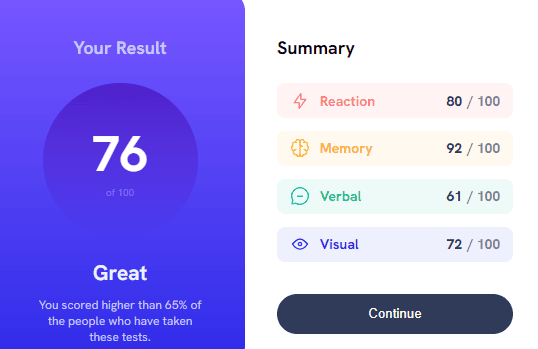 Your Result
76
of 100
Great
You scored higher than 65% of
the people who have taken
these tests.
Summary
Reaction 80 / 100
Memory 92 / 100
Verbal 61 / 100
Visual 72 / 100
Continue